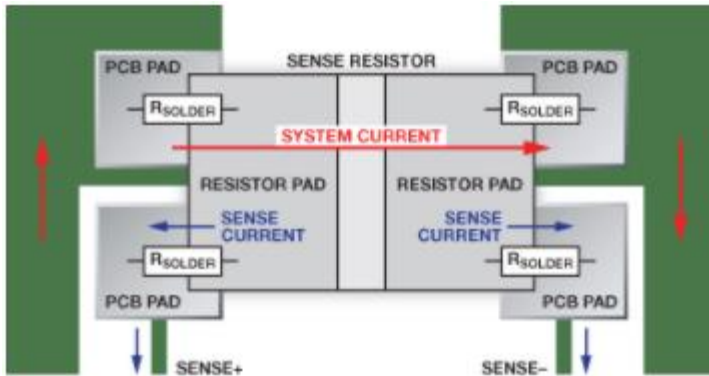 PCB PAD
SENSE RESISTOR
PCB PAD
RSOLDER
RSOLDER
SYSTEM CURRENT
RESISTOR PAD
RESISTOR PAD
SENSE
CURRENT
SENSE
CURRENT
RSOLDER
RSOLDER
PCB PAD
PCB PAD
SENSE+
SENSE–